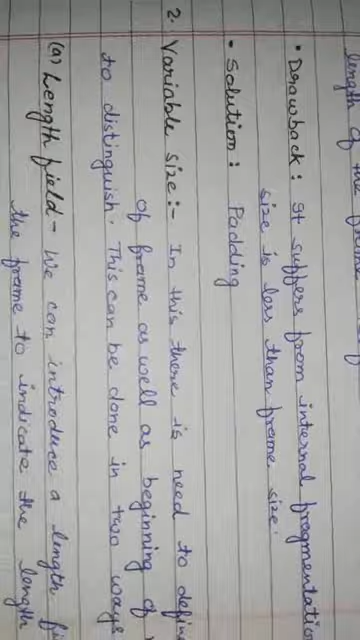 length of the frame
• Drawback: It suffers from internal fragmentation
size is less than frame size.
• Solution: Padding
2. Variable size:- In this there is need to define
of frame as well as beginning of
to distinguish. This can be done in two ways
(a) Length field - We can introduce a length fi
the frame to indicate the length